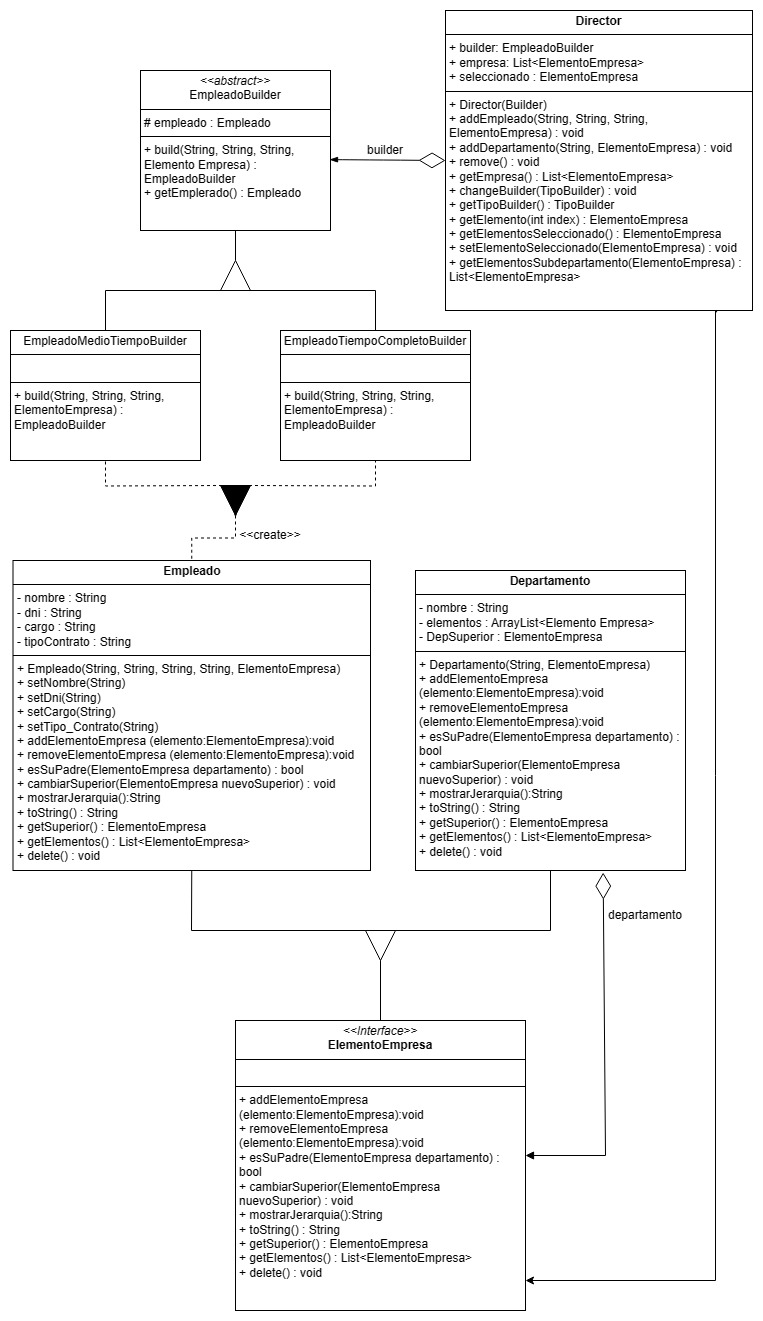 Director
+ builder: EmpleadoBuilder
+ empresa: List<ElementoEmpresa>
+ seleccionado : ElementoEmpresa
+ Director(Builder)
+ addEmpleado(String, String, String,
ElementoEmpresa) : void
+ addDepartamento(String, ElementoEmpresa) : void
+ remove() : void
+ getEmpresa() : List<ElementoEmpresa>
+ changeBuilder(TipoBuilder) : void
+ getTipoBuilder() : TipoBuilder
+ getElemento(int index) : ElementoEmpresa
+ getElementosSeleccionado() : ElementoEmpresa
+ setElementoSeleccionado(ElementoEmpresa) : void
+ getElementosSubdepartamento(ElementoEmpresa) :
List<ElementoEmpresa>
<<abstract>>
EmpleadoBuilder
# empleado : Empleado
+ build(String, String, String,
Elemento Empresa) :
EmpleadoBuilder
+ getEmplerado() : Empleado
builder
EmpleadoMedioTiempoBuilder
+ build(String, String, String,
ElementoEmpresa) :
EmpleadoBuilder
EmpleadoTiempoCompletoBuilder
+ build(String, String, String,
ElementoEmpresa) :
EmpleadoBuilder
<<create>>
Empleado
- nombre : String
- dni : String
- cargo : String
- tipoContrato : String
+ Empleado(String, String, String, String, ElementoEmpresa)
+ setNombre(String)
+ setDni(String)
+ setCargo(String)
+ setTipo_Contrato(String)
+ addElementoEmpresa (elemento:ElementoEmpresa):void
+ removeElementoEmpresa (elemento:ElementoEmpresa):void
+ esSuPadre(ElementoEmpresa departamento) : bool
+ cambiarSuperior(ElementoEmpresa nuevoSuperior) : void
+ mostrarJerarquia():String
+ toString() : String
+ getSuperior() : ElementoEmpresa
+ getElementos() : List<ElementoEmpresa>
+ delete() : void
Departamento
- nombre : String
- elementos : ArrayList<Elemento Empresa>
- DepSuperior : ElementoEmpresa
+ Departamento(String, ElementoEmpresa)
+ addElementoEmpresa
(elemento:ElementoEmpresa):void
+ removeElementoEmpresa
(elemento:ElementoEmpresa):void
+ esSuPadre(ElementoEmpresa departamento) :
bool
+ cambiarSuperior(ElementoEmpresa
nuevoSuperior) : void
+ mostrarJerarquia():String
+ toString() : String
+ getSuperior() : ElementoEmpresa
+ getElementos() : List<ElementoEmpresa>
+ delete() : void
departamento
<<Interface>>
ElementoEmpresa
+ addElementoEmpresa
(elemento:ElementoEmpresa):void
+ removeElementoEmpresa
(elemento:ElementoEmpresa):void
+ esSuPadre(ElementoEmpresa departamento) :
bool
+ cambiarSuperior(ElementoEmpresa
nuevoSuperior) : void
+ mostrarJerarquia():String
+ toString() : String
+ getSuperior() : ElementoEmpresa
+ getElementos() : List<ElementoEmpresa>
+ delete() : void